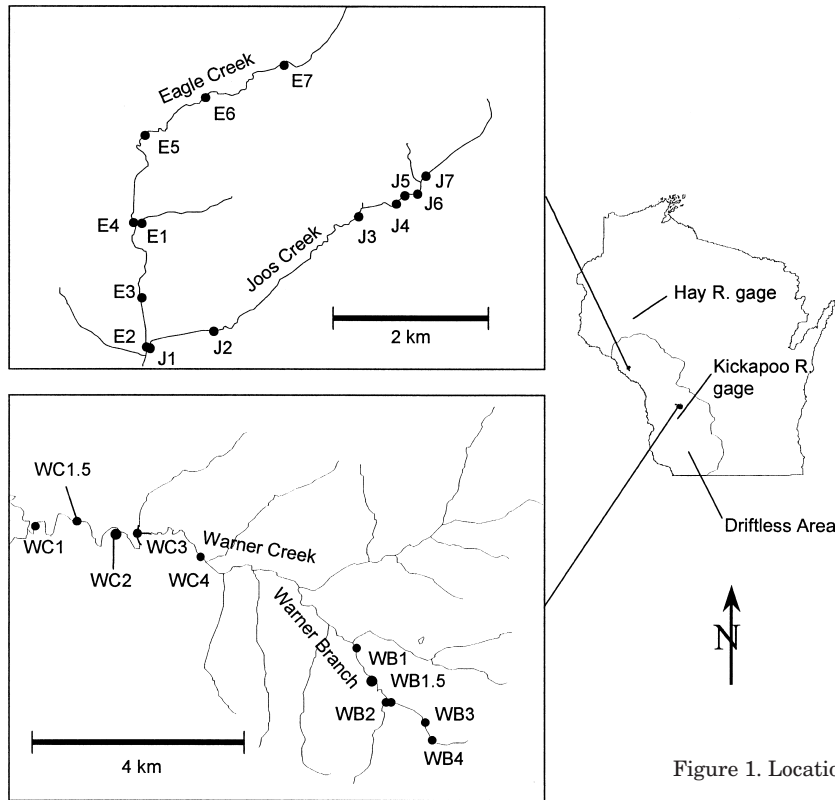 Eagle Creek
E7
E6
E5
E4
E1
E3
E2
J1
J2
Joos Creek
J3
J4
J5
J6
J7
2 km
Hay R. gage
Kickapoo R.
gage
Driftless Area
N
WC1.5
WC1
WC2
WC3
WC4
Warner Creek
Warner Branch
WB1
WB1.5
WB2
WB3
WB4
4 km
Figure 1. Locatio